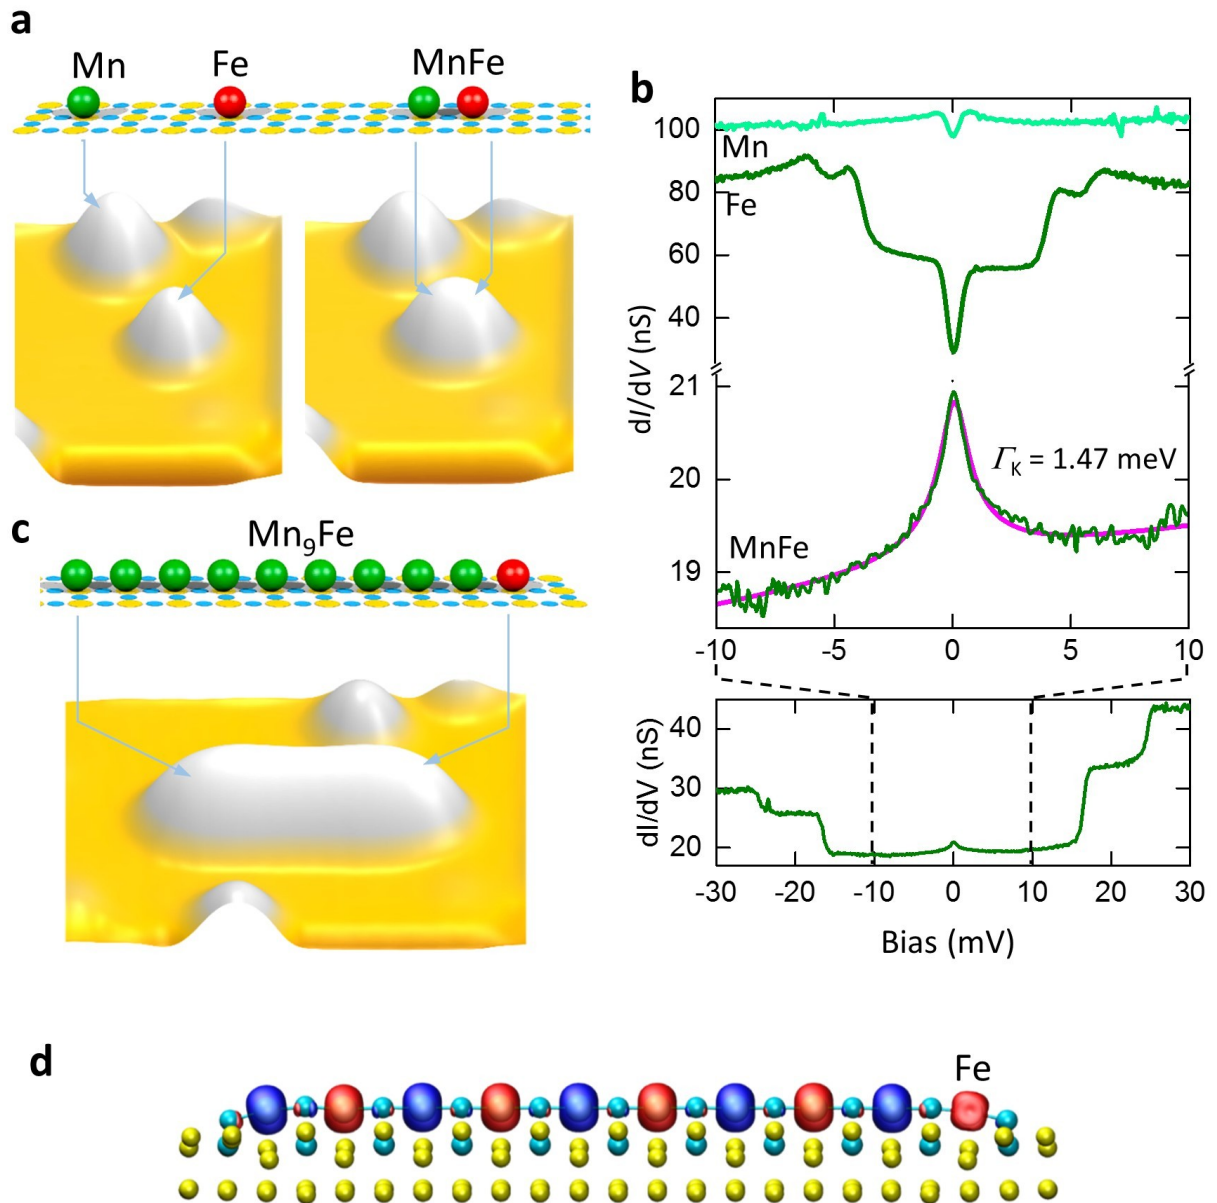 a
Mn Fe MnFe
b
100
Mn
80
Fe
60
40
dI/dV (nS)
21
20
ΓK = 1.47 meV
MnFe
19
-10 -5 0 5 10
40
30
20
dI/dV (nS)
-30 -20 -10 0 10 20 30
Bias (mV)
c
Mn9Fe
d
Fe